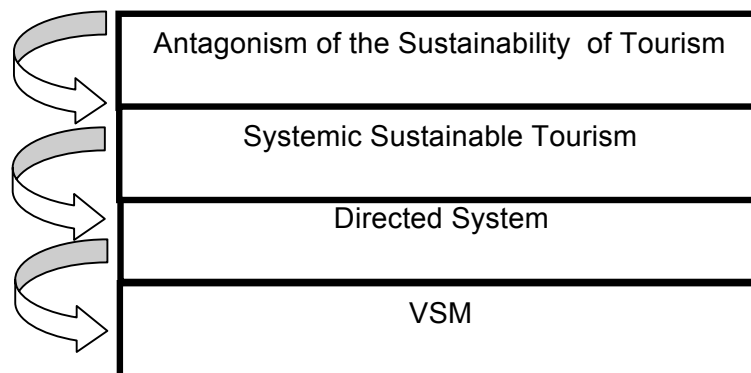 Antagonism of the Sustainability of Tourism
Systemic Sustainable Tourism
Directed System
VSM